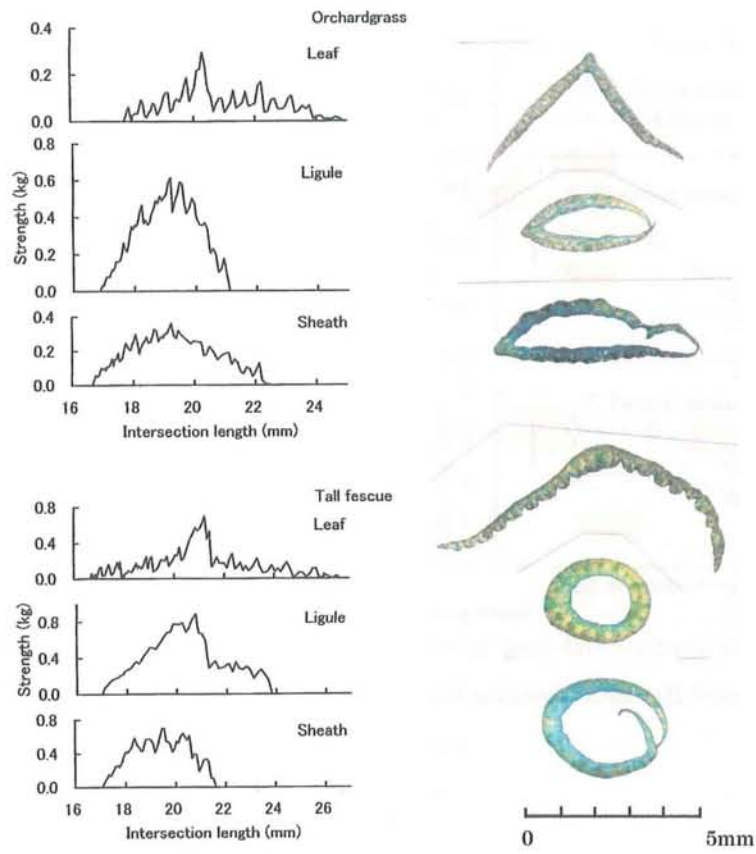 Orchardgrass
0.4
Leaf
0.2
0.0
0.8
Ligule
0.6
0.4
0.2
0.0
Strength (kg)
0.4
Sheath
0.2
0.0
16 18 20 22 24
Intersection length (mm)
Tall fescue
Leaf
0.8
0.4
0.0
Ligule
0.8
0.4
0.0
Strength (kg)
Sheath
0.8
0.4
0.0
16 18 20 22 24 26
Intersection length (mm)
0 5mm